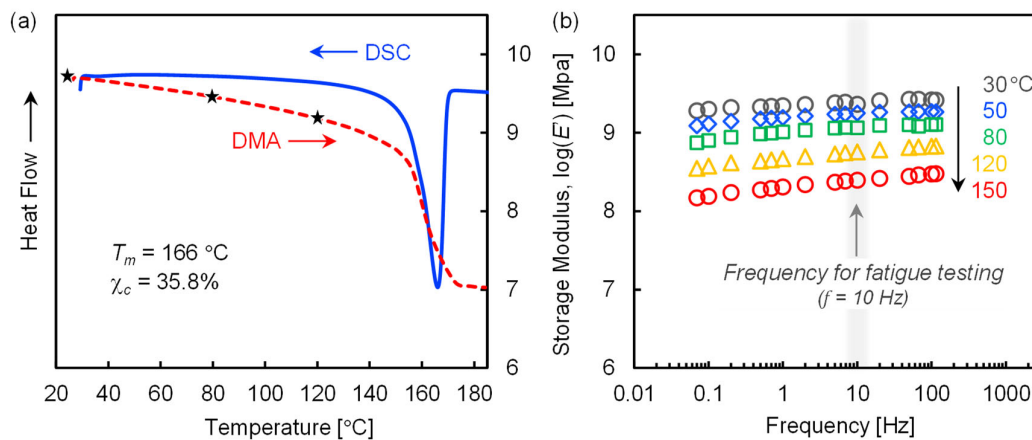 (a)
DSC
DMA
Heat Flow
Tm = 166 °C
χc = 35.8%
20 40 60 80 100 120 140 160 180
Temperature [°C]
10
9
8
7
6
(b)
Storage Modulus, log(E′) [Mpa]
10
9
8
7
6
30°C
50
80
120
150
Frequency for fatigue testing
(f = 10 Hz)
0.01 0.1 1 10 100 1000
Frequency [Hz]